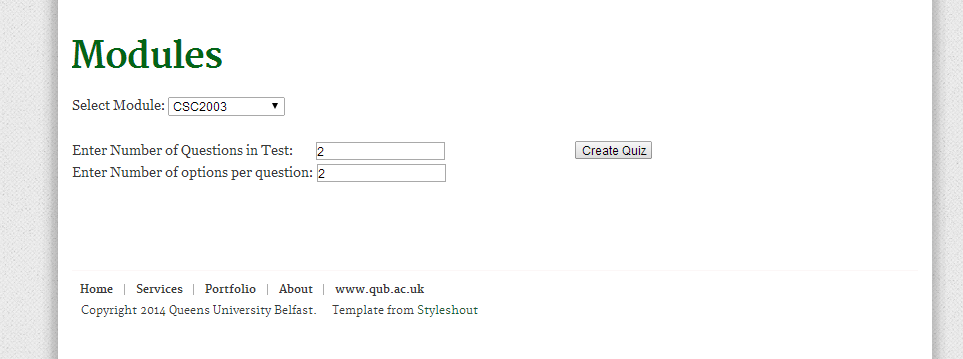 Modules
Select Module: CSC2003
Enter Number of Questions in Test: 2 Create Quiz
Enter Number of options per question: 2
Home | Services | Portfolio | About | www.qub.ac.uk
Copyright 2014 Queens University Belfast. Template from Styleshout